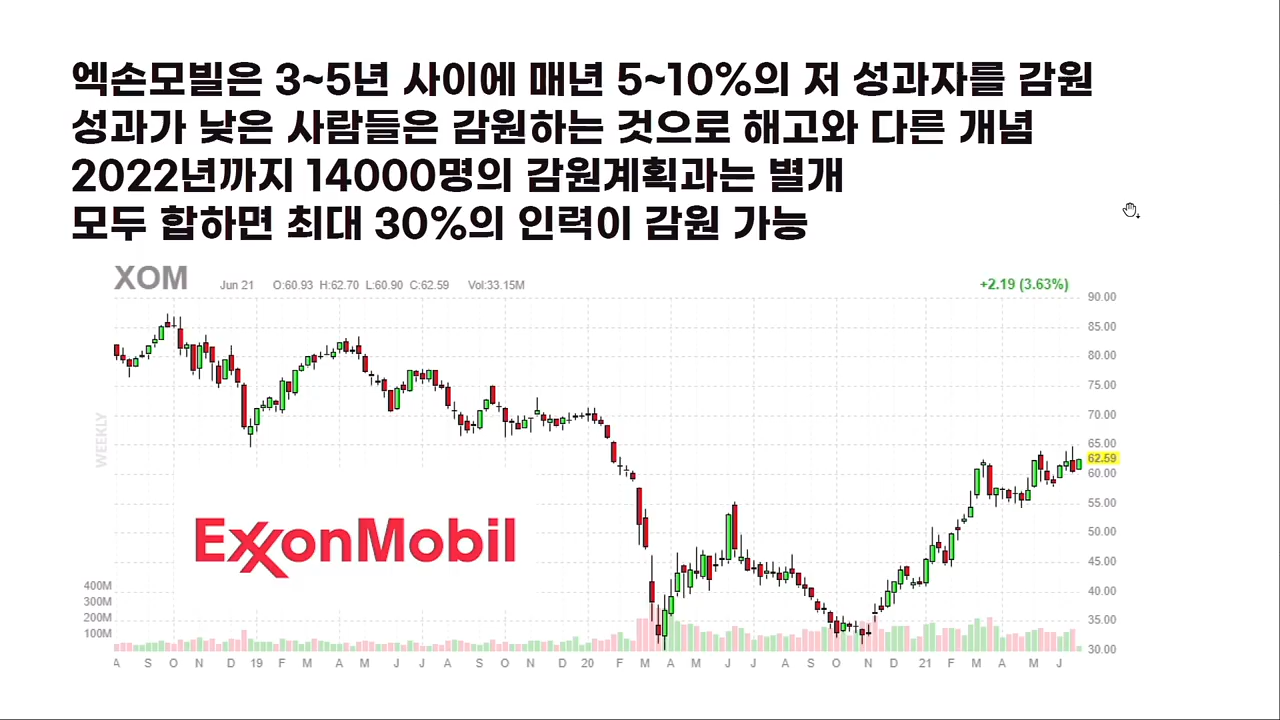 엑손모빌은 3~5년 사이에 매년 5~10%의 저 성과자를 감원
성과가 낮은 사람들은 감원하는 것으로 해고와 다른 개념
2022년까지 14000명의 감원계획과는 별개
모두 합하면 최대 30%의 인력이 감원 가능
XOM Jun 21 O:60.93 H:62.70 L:60.90 C:62.59 Vol:33.15M +2.19 (3.63%)
90.00
85.00
80.00
75.00
70.00
65.00
62.59
60.00
55.00
50.00
45.00
40.00
35.00
30.00
WEEKLY
ExxonMobil
400M
300M
200M
100M
A S O N D 19 F M A M J J A S O N D 20 F M A M J J A S O N D 21 F M A M J